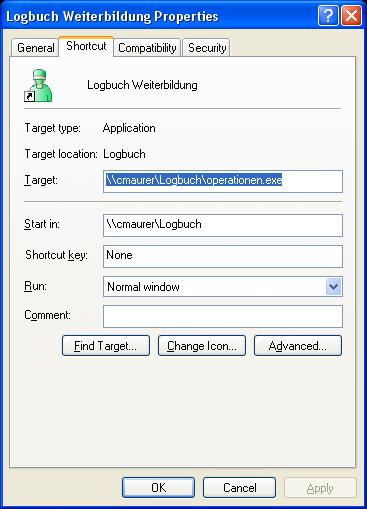 Logbuch Weiterbildung Properties
General Shortcut Compatibility Security
Logbuch Weiterbildung
Target type: Application
Target location: Logbuch
Target: \\cmaurer\Logbuch\operationen.exe
Start in: \\cmaurer\Logbuch
Shortcut key: None
Run: Normal window
Comment:
Find Target... Change Icon... Advanced...
OK Cancel Apply